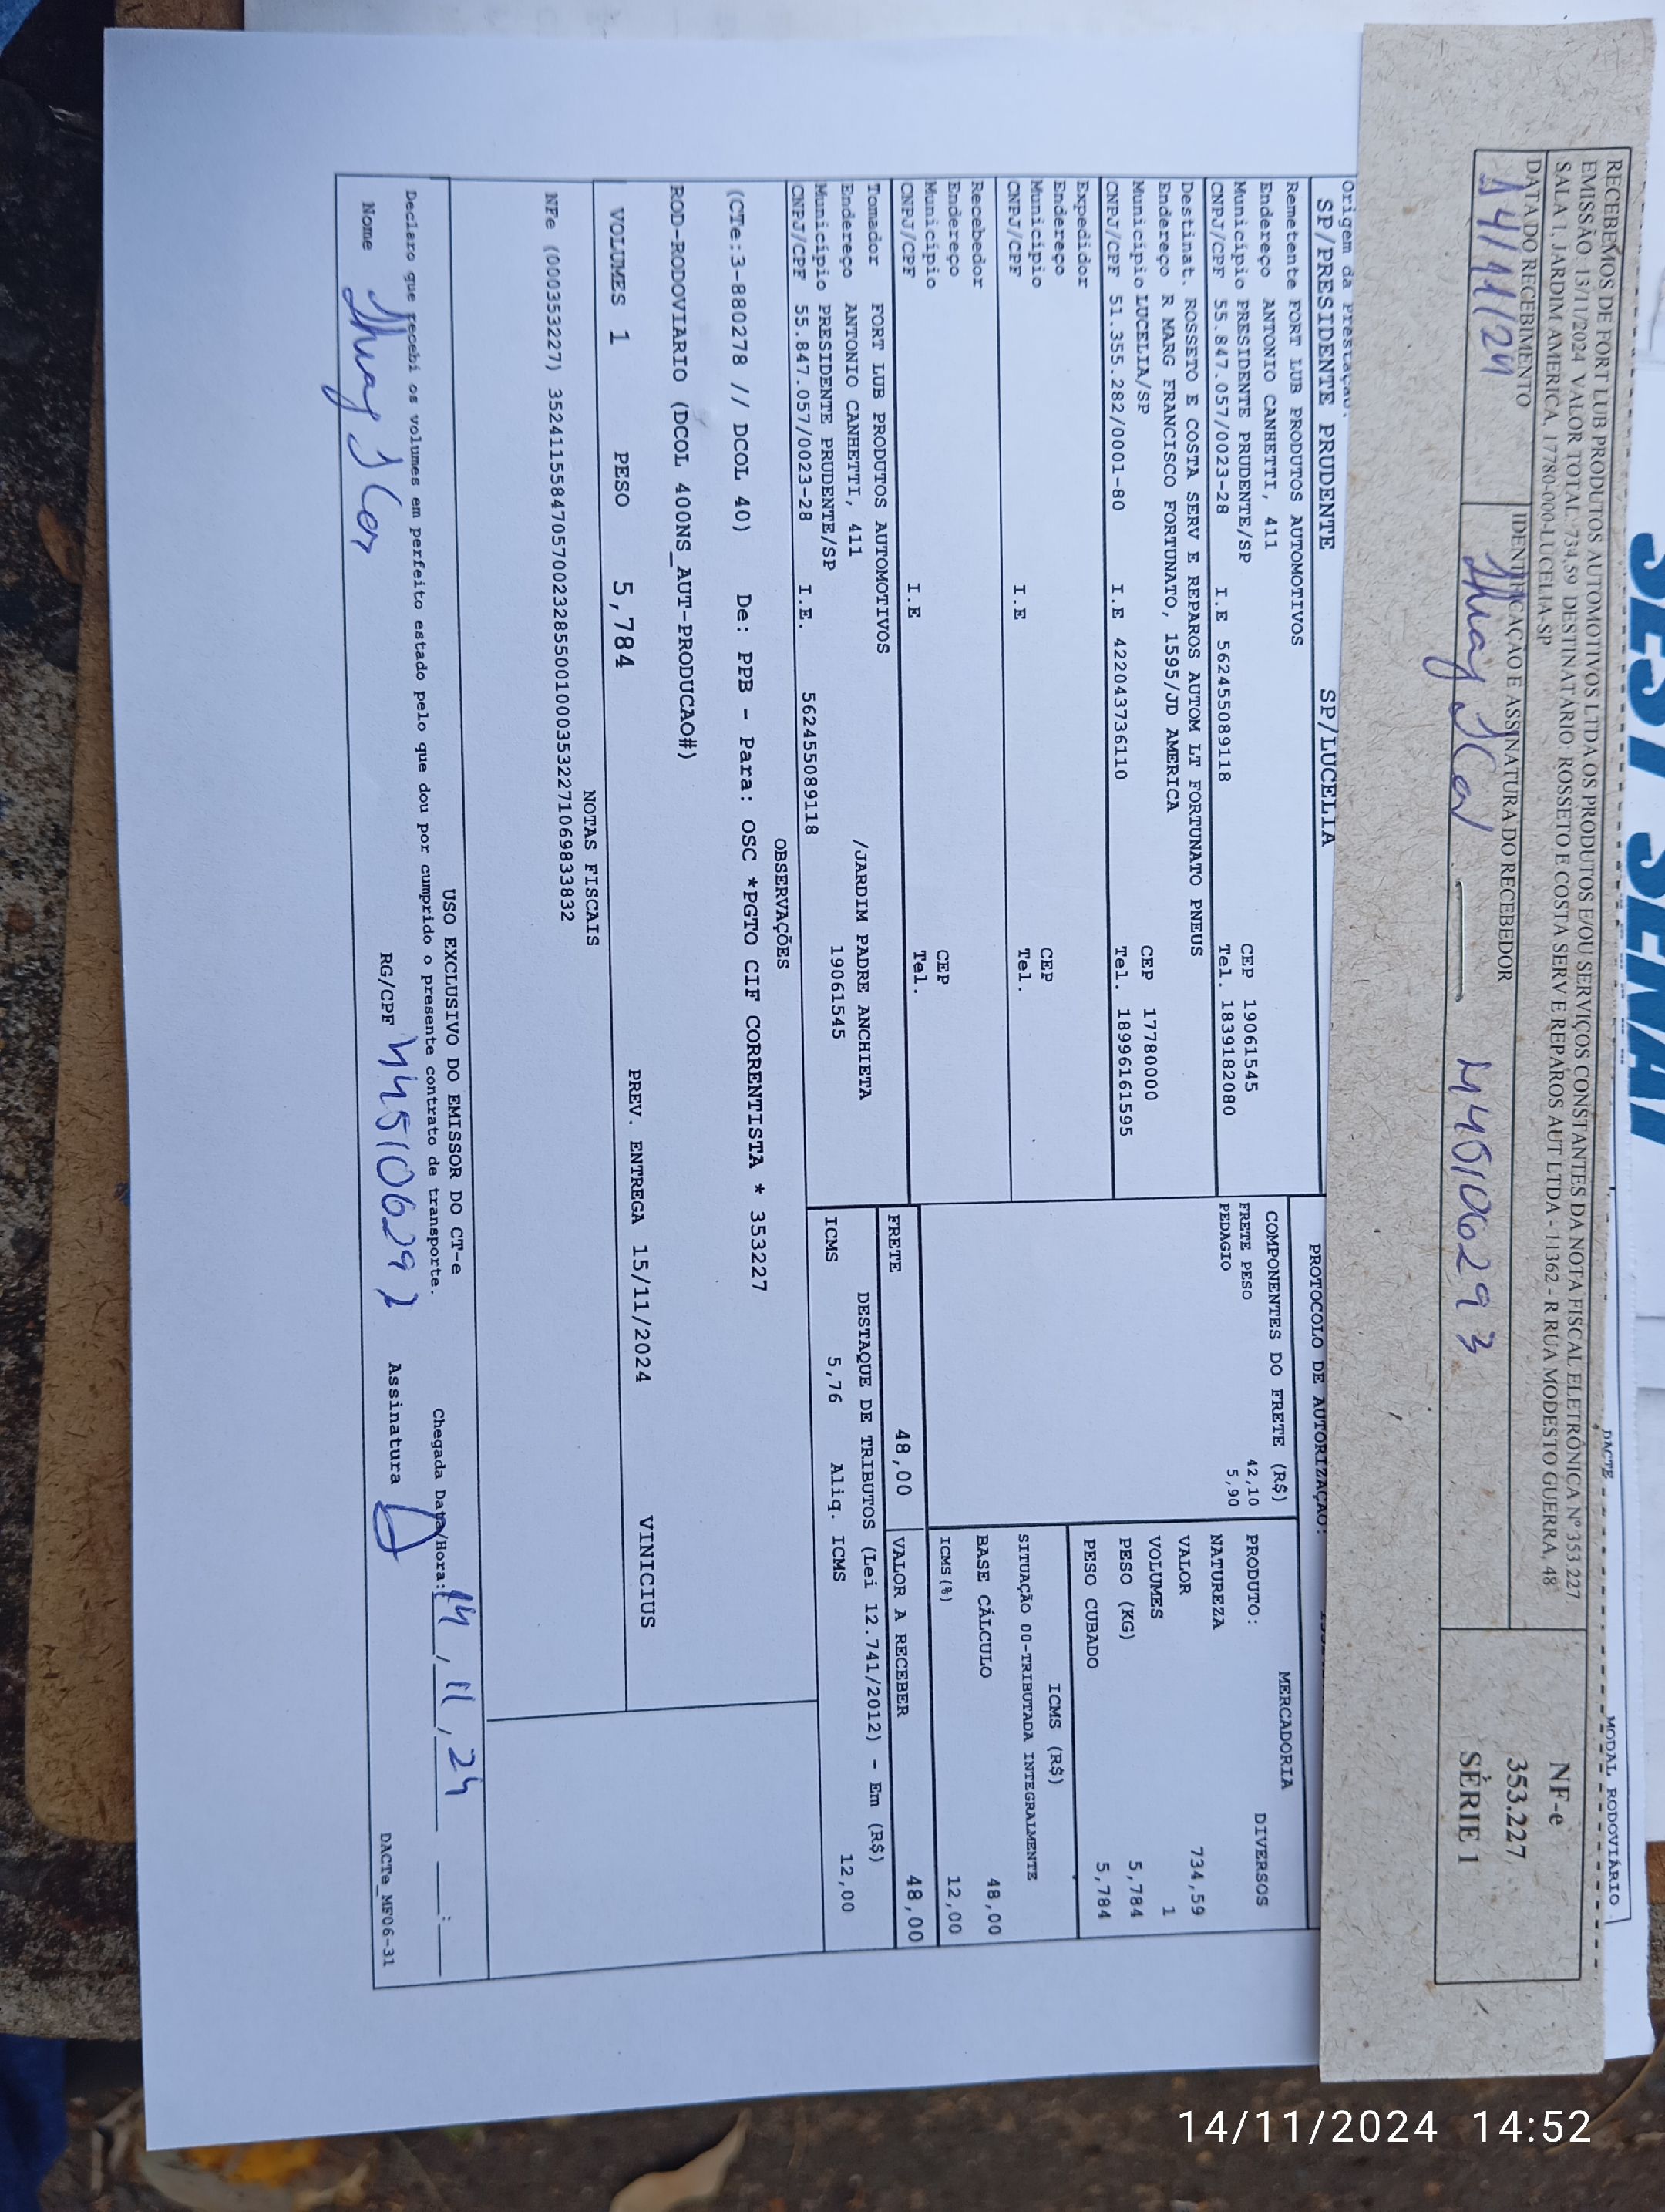 SEST SENAT
DACTE
MODAL RODOVIÁRIO
RECEBEMOS DE FORT LUB PRODUTOS AUTOMOTIVOS LTDA OS PRODUTOS E/OU SERVIÇOS CONSTANTES DA NOTA FISCAL ELETRÔNICA Nº 353.227
EMISSÃO 13/11/2024 VALOR TOTAL: 734,59 DESTINATÁRIO: ROSSETO E COSTA SERV E REPAROS AUT LTDA - 11362 - R RUA MODESTO GUERRA, 48
SALA 1, JARDIM AMERICA, 17780-000-LUCELIA-SP
DATA DO RECEBIMENTO
14/11/24
IDENTIFICAÇÃO E ASSINATURA DO RECEBEDOR
445106293
NF-e
353.227
SÉRIE 1
Origem da Prestação:
SP/PRESIDENTE PRUDENTE SP/LUCELIA
PROTOCOLO DE AUTORIZAÇÃO:
Remetente FORT LUB PRODUTOS AUTOMOTIVOS
Endereço ANTONIO CANHETTI, 411
Município PRESIDENTE PRUDENTE/SP CEP 19061545
CNPJ/CPF 55.847.057/0023-28 I.E 562455089118 Tel. 1839182080
Destinat. ROSSETO E COSTA SERV E REPAROS AUTOM LT FORTUNATO PNEUS
Endereço R MARG FRANCISCO FORTUNATO, 1595/JD AMERICA
Município LUCELIA/SP CEP 17780000
CNPJ/CPF 51.355.282/0001-80 I.E 422043736110 Tel. 18996161595
Expedidor
Endereço
Município CEP
CNPJ/CPF I.E Tel.
Recebedor
Endereço
Município CEP
CNPJ/CPF I.E Tel.
Tomador FORT LUB PRODUTOS AUTOMOTIVOS
Endereço ANTONIO CANHETTI, 411 /JARDIM PADRE ANCHIETA
Município PRESIDENTE PRUDENTE/SP 19061545
CNPJ/CPF 55.847.057/0023-28 I.E. 562455089118
COMPONENTES DO FRETE (R$)
FRETE PESO 42,10
PEDAGIO 5,90
MERCADORIA
PRODUTO: DIVERSOS
NATUREZA
VALOR 734,59
VOLUMES 1
PESO (KG) 5,784
PESO CUBADO 5,784
ICMS (R$)
SITUAÇÃO 00-TRIBUTADA INTEGRALMENTE
BASE CÁLCULO 48,00
ICMS(%) 12,00
FRETE 48,00 VALOR A RECEBER 48,00
DESTAQUE DE TRIBUTOS (Lei 12.741/2012) - Em (R$)
ICMS 5,76 Aliq. ICMS 12,00
OBSERVAÇÕES
(CTe:3-880278 // DCOL 40) De: PPB - Para: OSC *PGTO CIF CORRENTISTA * 353227
ROD-RODOVIARIO (DCOL 400NS_AUT-PRODUCAO#)
VOLUMES 1 PESO 5,784 PREV. ENTREGA 15/11/2024 VINICIUS
NOTAS FISCAIS
NFe (000353227) 35241155847057002328550010003532271069833832
USO EXCLUSIVO DO EMISSOR DO CT-e
Declaro que recebi os volumes em perfeito estado pelo que dou por cumprido o presente contrato de transporte.
Chegada Data/Hora: 14/11/24 :
Nome RG/CPF 445106293 Assinatura
DACTe_MF06-31
14/11/2024 14:52